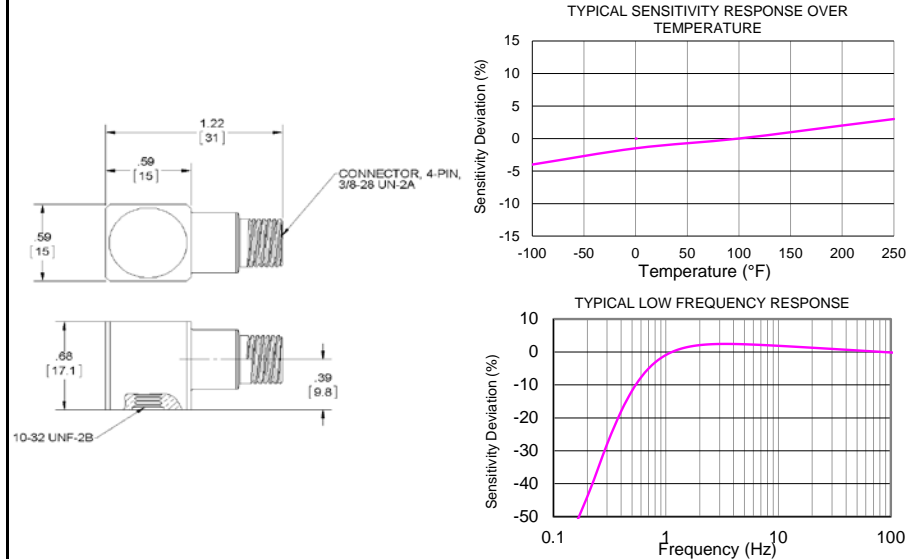 1.22
[31]
.59
[15]
CONNECTOR, 4-PIN,
3/8-28 UN-2A
.59
[15]
.68
[17.1]
.39
[9.8]
10-32 UNF-2B
TYPICAL SENSITIVITY RESPONSE OVER
TEMPERATURE
Sensitivity Deviation (%)
15
10
5
0
-5
-10
-15
-100 -50 0 50 100 150 200 250
Temperature (°F)
TYPICAL LOW FREQUENCY RESPONSE
Sensitivity Deviation (%)
10
0
-10
-20
-30
-40
-50
0.1 1 10 100
Frequency (Hz)